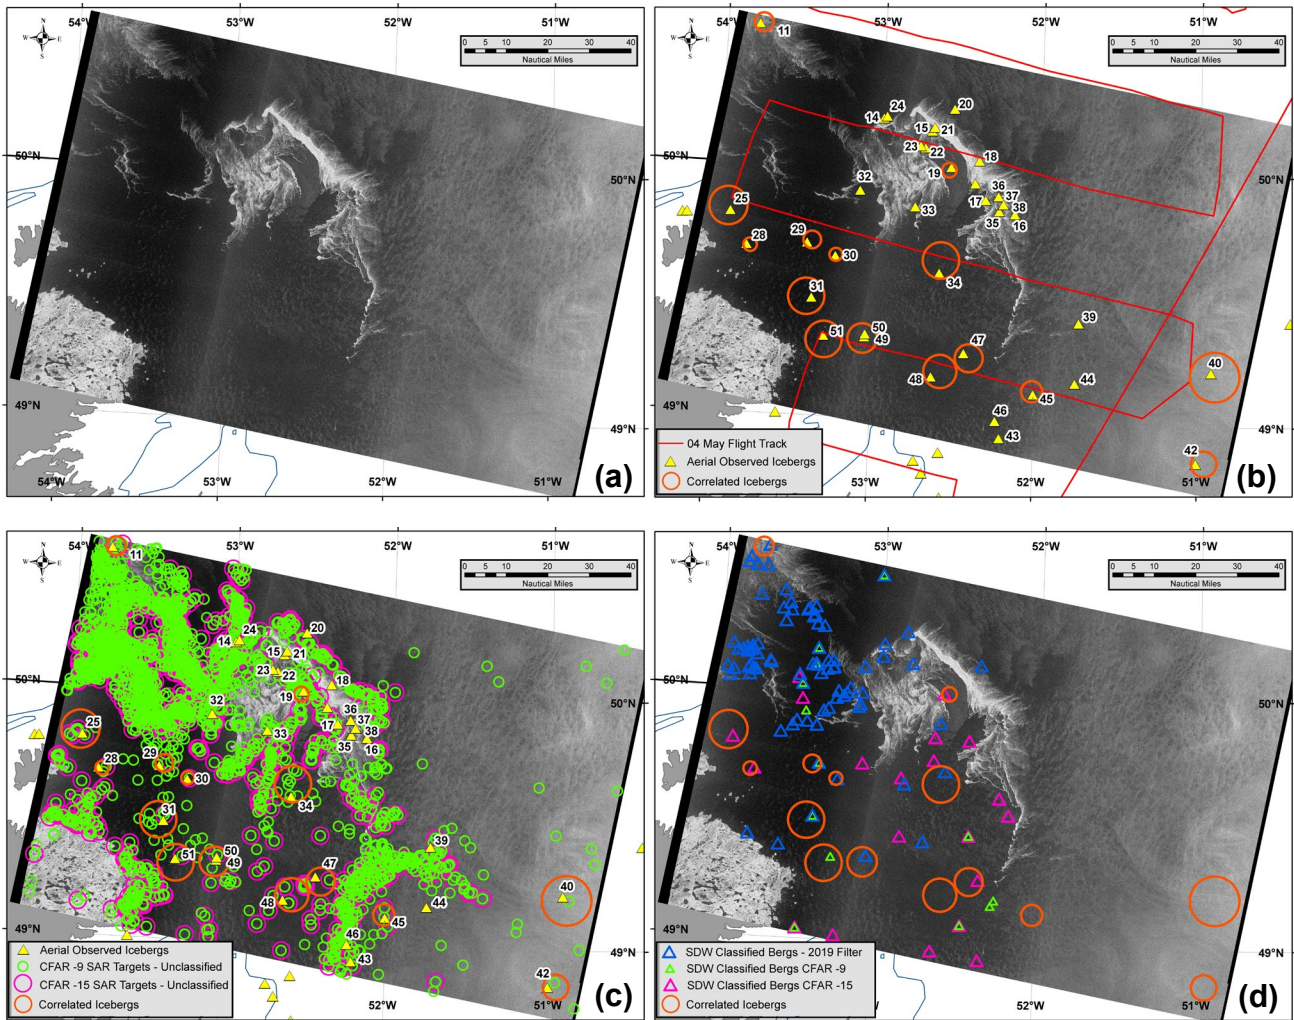 54°W 53°W 52°W 51°W
N
W E
S
0 5 10 20 30 40
Nautical Miles
50°N
50°N
49°N
49°N
54°W 53°W 52°W 51°W
(a)
54°W 53°W 52°W 51°W
N
W E
S
0 5 10 20 30 40
Nautical Miles
11
20
24
14
15 21
23
22
18
19
50°N
50°N
32
36
37
17
38
25
33
35
16
29
28
30
34
31
39
50
51
49
47
40
48
44
45
49°N
46
49°N
43
42
04 May Flight Track
Aerial Observed Icebergs
Correlated Icebergs
54°W 53°W 52°W 51°W
(b)
54°W 53°W 52°W 51°W
N
W E
S
0 5 10 20 30 40
Nautical Miles
11
20
24
14
15 21
23
22
18
50°N
50°N
19
32
36
37
17
38
25
33
35
16
29
28
30
34
31
39
50
51
49
47
40
48
44
45
49°N
46
49°N
43
42
Aerial Observed Icebergs
CFAR -9 SAR Targets - Unclassified
CFAR -15 SAR Targets - Unclassified
Correlated Icebergs
53°W 52°W 51°W
(c)
54°W 53°W 52°W 51°W
N
W E
S
0 5 10 20 30 40
Nautical Miles
50°N
50°N
49°N
49°N
SDW Classified Bergs - 2019 Filter
SDW Classified Bergs CFAR -9
SDW Classified Bergs CFAR -15
Correlated Icebergs
53°W 52°W 51°W
(d)